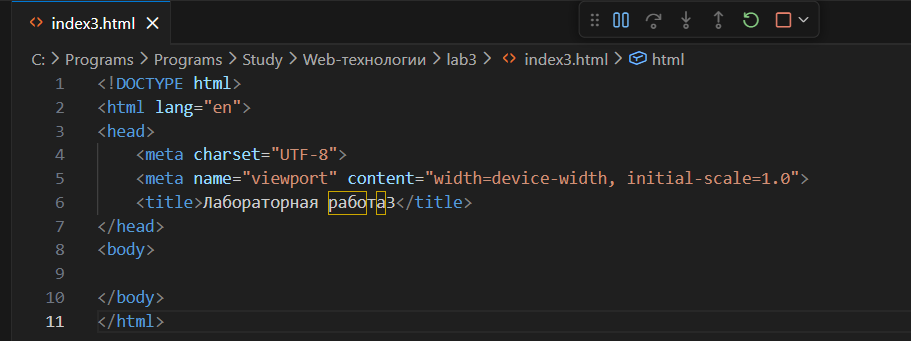 index3.html
C: > Programs > Programs > Study > Web-технологии > lab3 > index3.html > html
1 <!DOCTYPE html>
2 <html lang="en">
3 <head>
4 <meta charset="UTF-8">
5 <meta name="viewport" content="width=device-width, initial-scale=1.0">
6 <title>Лабораторная работа3</title>
7 </head>
8 <body>
9
10 </body>
11 </html>